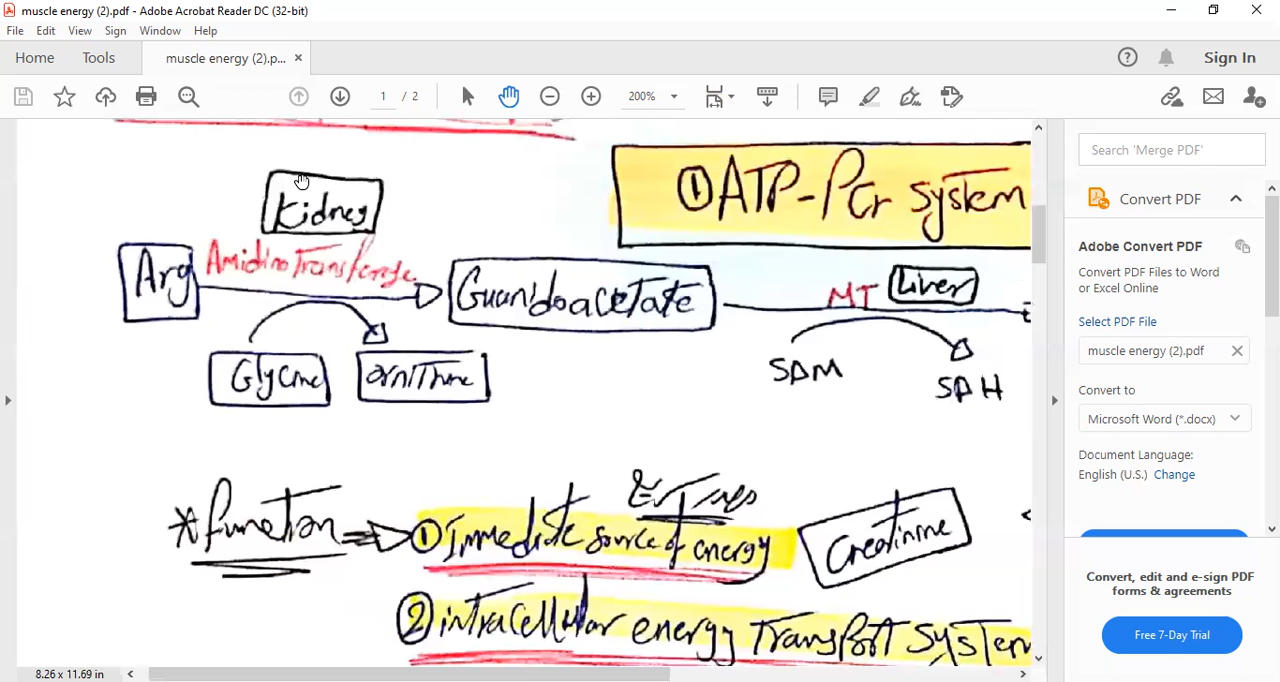 muscle energy (2).pdf - Adobe Acrobat Reader DC (32-bit)
File Edit View Sign Window Help
Home Tools muscle energy (2).p... × Sign In
1 / 2 200%
① ATP-PCr system
Kidney
Arg AmidinoTransferase Guanidoacetate MT Liver
Glycine ornithine SAM SAH
*function ① Immediate source of energy Creatinine
② intracellular energy Transport system
8.26 x 11.69 in
Search 'Merge PDF'
Convert PDF
Adobe Convert PDF
Convert PDF Files to Word
or Excel Online
Select PDF File
muscle energy (2).pdf
Convert to
Microsoft Word (*.docx)
Document Language:
English (U.S.) Change
Convert, edit and e-sign PDF
forms & agreements
Free 7-Day Trial